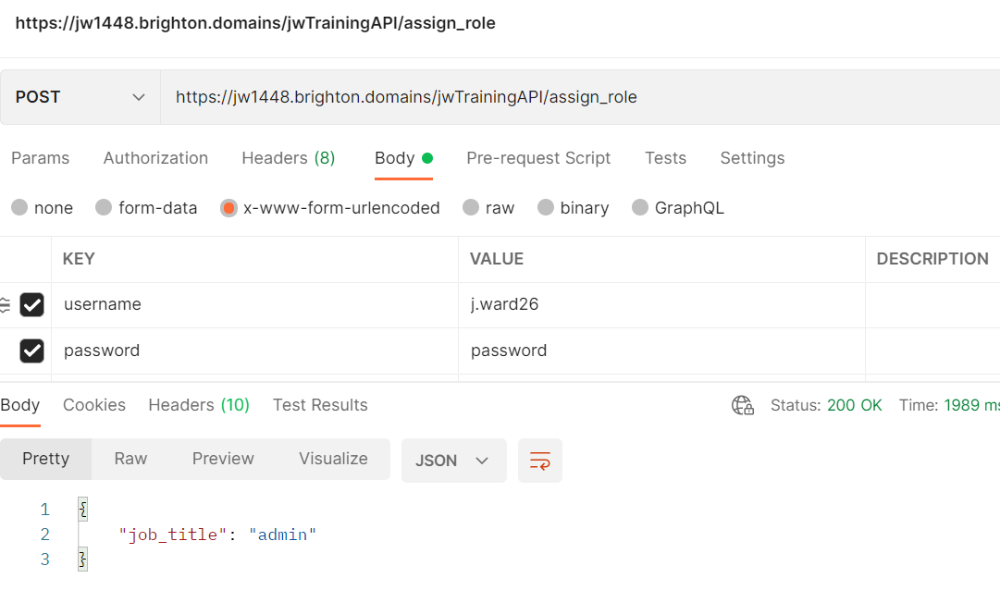 https://jw1448.brighton.domains/jwTrainingAPI/assign_role
POST https://jw1448.brighton.domains/jwTrainingAPI/assign_role
Params Authorization Headers (8) Body Pre-request Script Tests Settings
none form-data x-www-form-urlencoded raw binary GraphQL
KEY VALUE DESCRIPTION
username j.ward26
password password
Body Cookies Headers (10) Test Results Status: 200 OK Time: 1989 ms
Pretty Raw Preview Visualize JSON
1 {
2 "job_title": "admin"
3 }